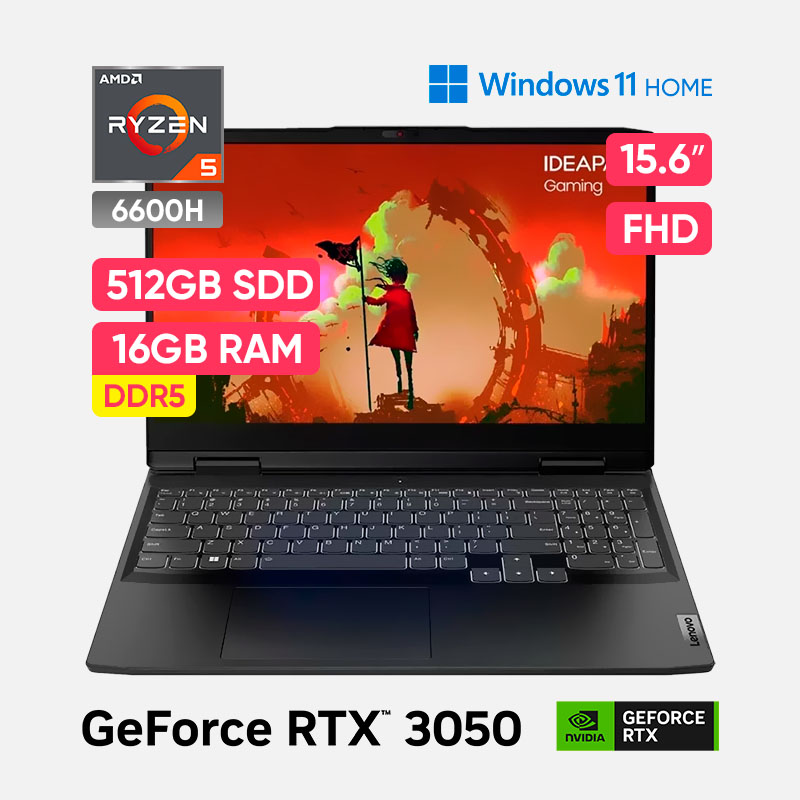 AMD
RYZEN
5
6600H
Windows 11 HOME
15.6"
FHD
IDEAPA
Gaming
512GB SDD
16GB RAM
DDR5
Lenovo
GeForce RTX™ 3050
NVIDIA
GEFORCE
RTX